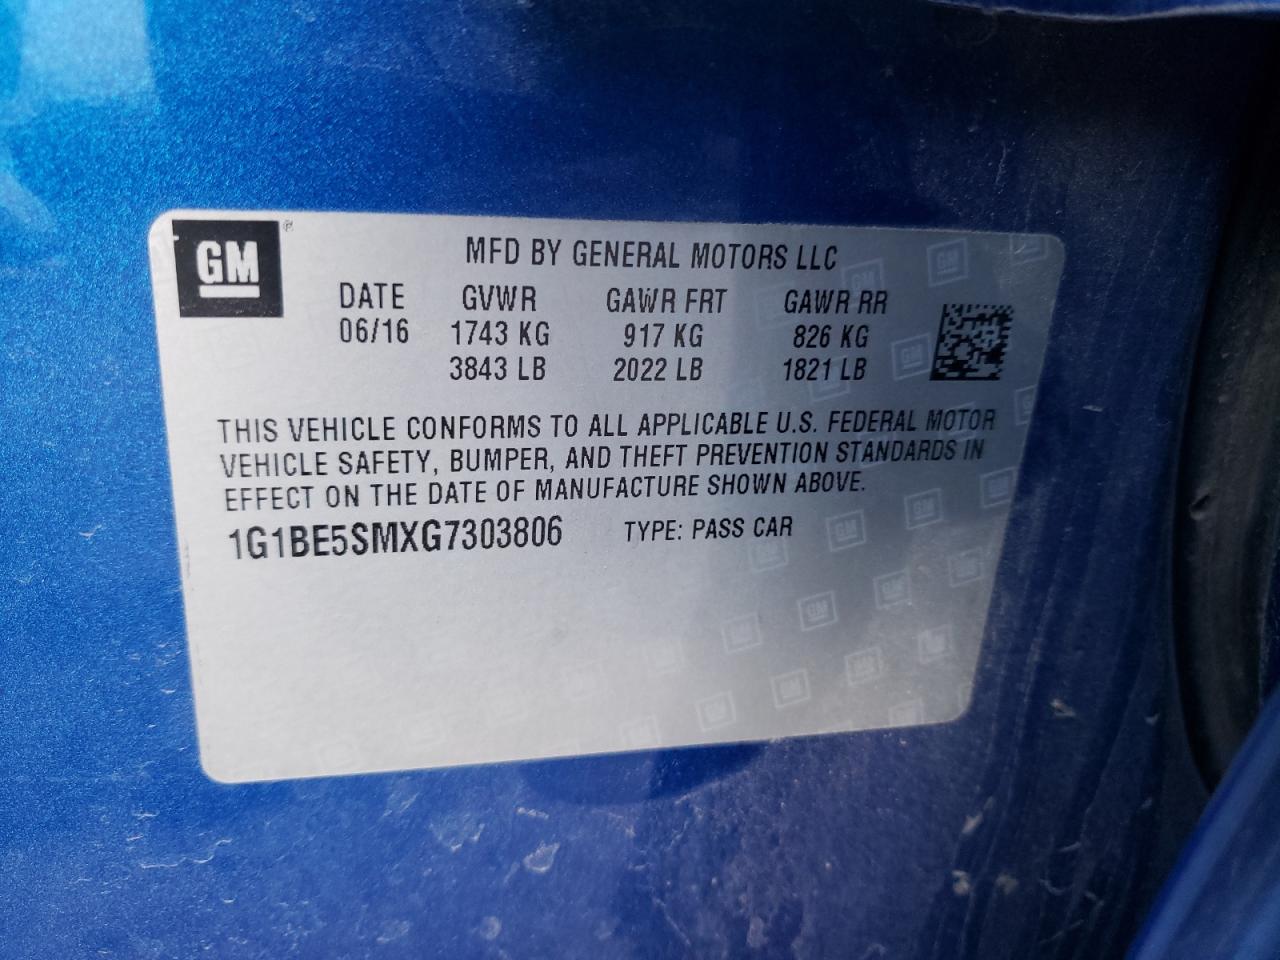 GM ®
MFD BY GENERAL MOTORS LLC
DATE GVWR GAWR FRT GAWR RR
06/16 1743 KG 917 KG 826 KG
3843 LB 2022 LB 1821 LB
THIS VEHICLE CONFORMS TO ALL APPLICABLE U.S. FEDERAL MOTOR
VEHICLE SAFETY, BUMPER, AND THEFT PREVENTION STANDARDS IN
EFFECT ON THE DATE OF MANUFACTURE SHOWN ABOVE.
1G1BE5SMXG7303806 TYPE: PASS CAR